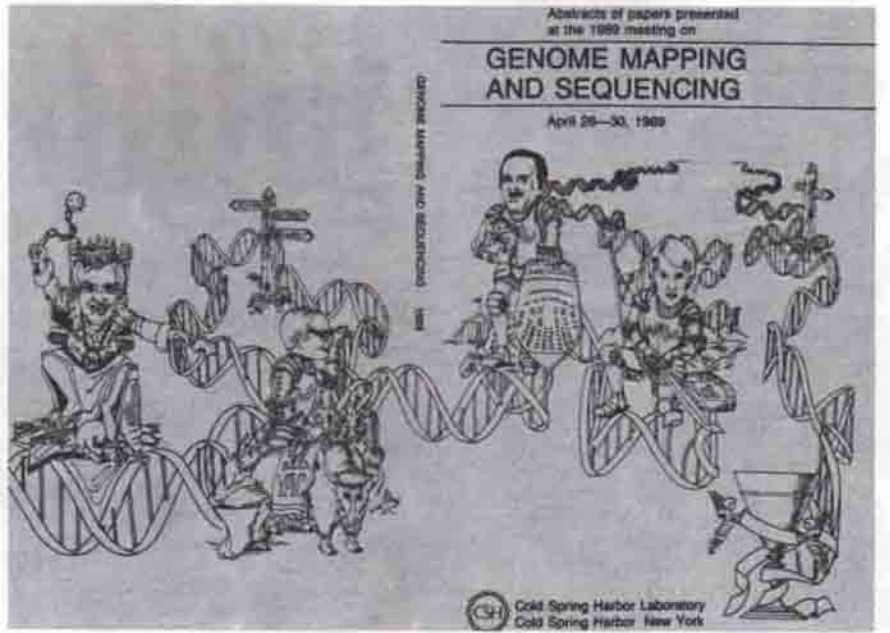 Abstracts of papers presented
at the 1989 meeting on
GENOME MAPPING
AND SEQUENCING
April 26—30, 1989
GENOME MAPPING AND SEQUENCING 1989
CSH
Cold Spring Harbor Laboratory
Cold Spring Harbor New York